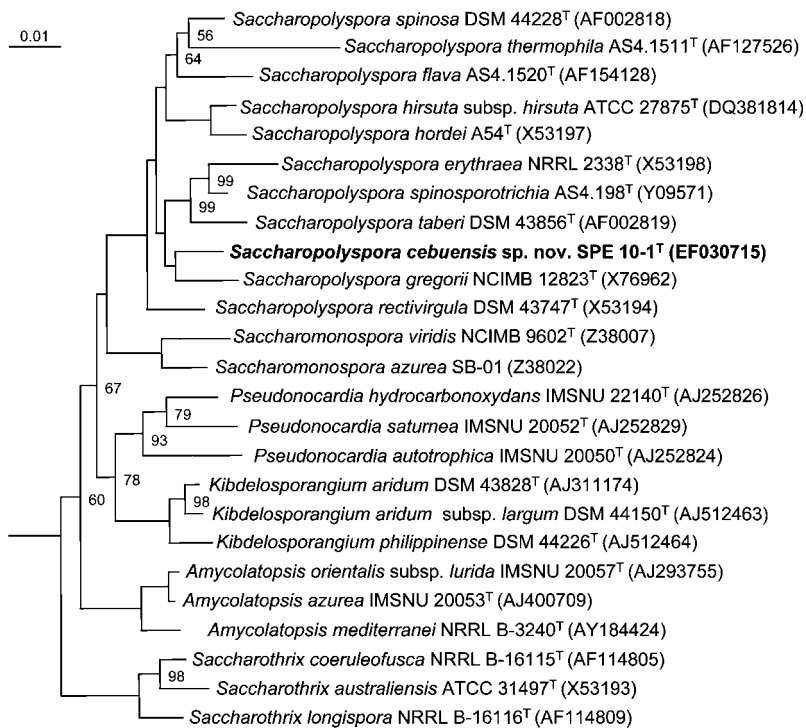 Saccharopolyspora spinosa DSM 44228T (AF002818)
0.01
56
Saccharopolyspora thermophila AS4.1511T (AF127526)
64
Saccharopolyspora flava AS4.1520T (AF154128)
Saccharopolyspora hirsuta subsp. hirsuta ATCC 27875T (DQ381814)
Saccharopolyspora hordei A54T (X53197)
Saccharopolyspora erythraea NRRL 2338T (X53198)
99
Saccharopolyspora spinosporotrichia AS4.198T (Y09571)
99
Saccharopolyspora taberi DSM 43856T (AF002819)
Saccharopolyspora cebuensis sp. nov. SPE 10-1T (EF030715)
Saccharopolyspora gregorii NCIMB 12823T (X76962)
Saccharopolyspora rectivirgula DSM 43747T (X53194)
Saccharomonospora viridis NCIMB 9602T (Z38007)
Saccharomonospora azurea SB-01 (Z38022)
67
Pseudonocardia hydrocarbonoxydans IMSNU 22140T (AJ252826)
79
Pseudonocardia saturnea IMSNU 20052T (AJ252829)
93
Pseudonocardia autotrophica IMSNU 20050T (AJ252824)
78
Kibdelosporangium aridum DSM 43828T (AJ311174)
60
98
Kibdelosporangium aridum subsp. largum DSM 44150T (AJ512463)
Kibdelosporangium philippinense DSM 44226T (AJ512464)
Amycolatopsis orientalis subsp. lurida IMSNU 20057T (AJ293755)
Amycolatopsis azurea IMSNU 20053T (AJ400709)
Amycolatopsis mediterranei NRRL B-3240T (AY184424)
Saccharothrix coeruleofusca NRRL B-16115T (AF114805)
98
Saccharothrix australiensis ATCC 31497T (X53193)
Saccharothrix longispora NRRL B-16116T (AF114809)